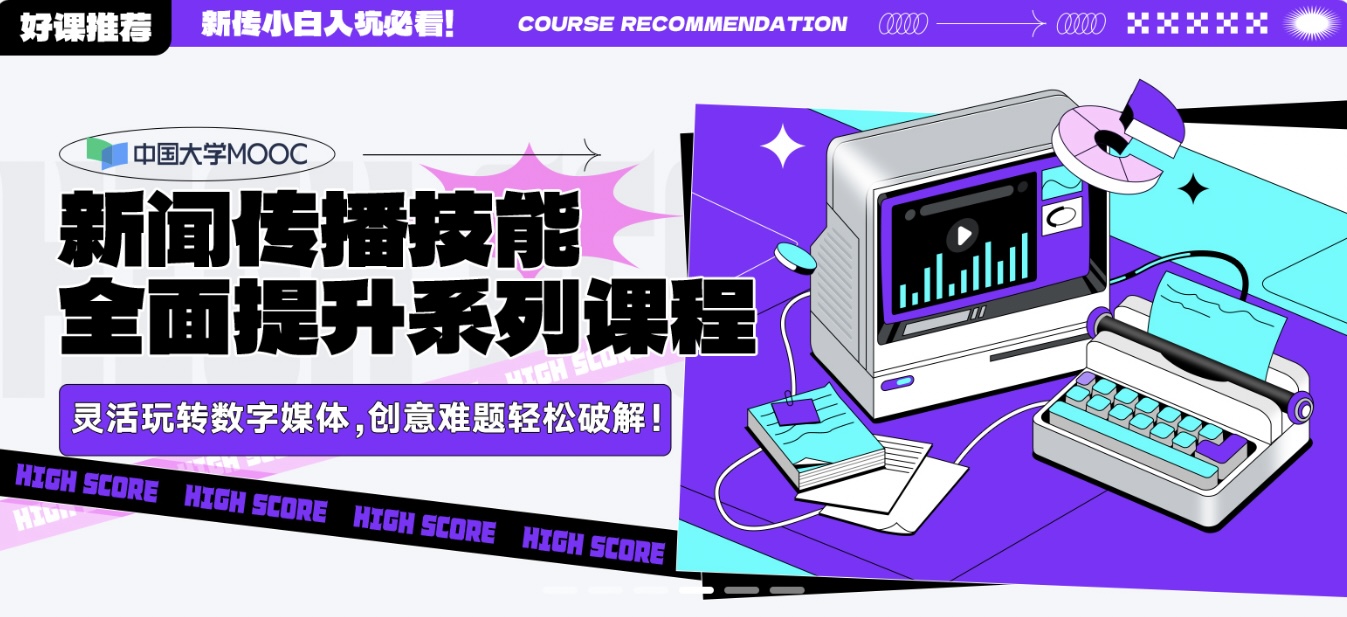 好课推荐
新传小白入坑必看!
COURSE RECOMMENDATION
中国大学MOOC
新闻传播技能
全面提升系列课程
HIGH SCORE
灵活玩转数字媒体,创意难题轻松破解!
HIGH SCORE HIGH SCORE HIGH SCORE HIGH SCORE